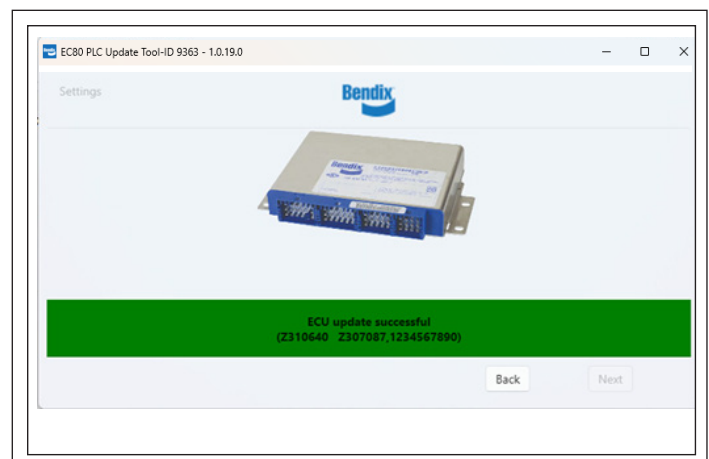 EC80 PLC Update Tool-ID 9363 - 1.0.19.0
Settings
Bendix
Bendix
ECU update successful
(Z310640 Z307087,1234567890)
Back
Next